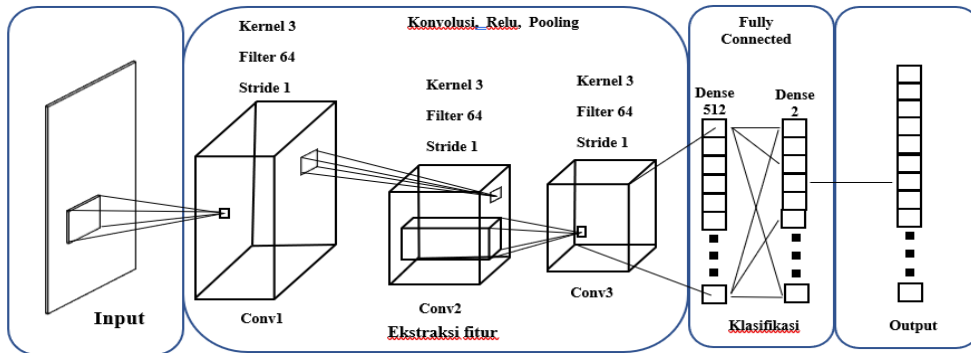 Kernel 3
Filter 64
Stride 1
Konvolusi, Relu, Pooling
Kernel 3
Filter 64
Stride 1
Kernel 3
Filter 64
Stride 1
Fully
Connected
Dense
512
Dense
2
Input
Conv1
Conv2
Conv3
Ekstraksi fitur
Klasifikasi
Output